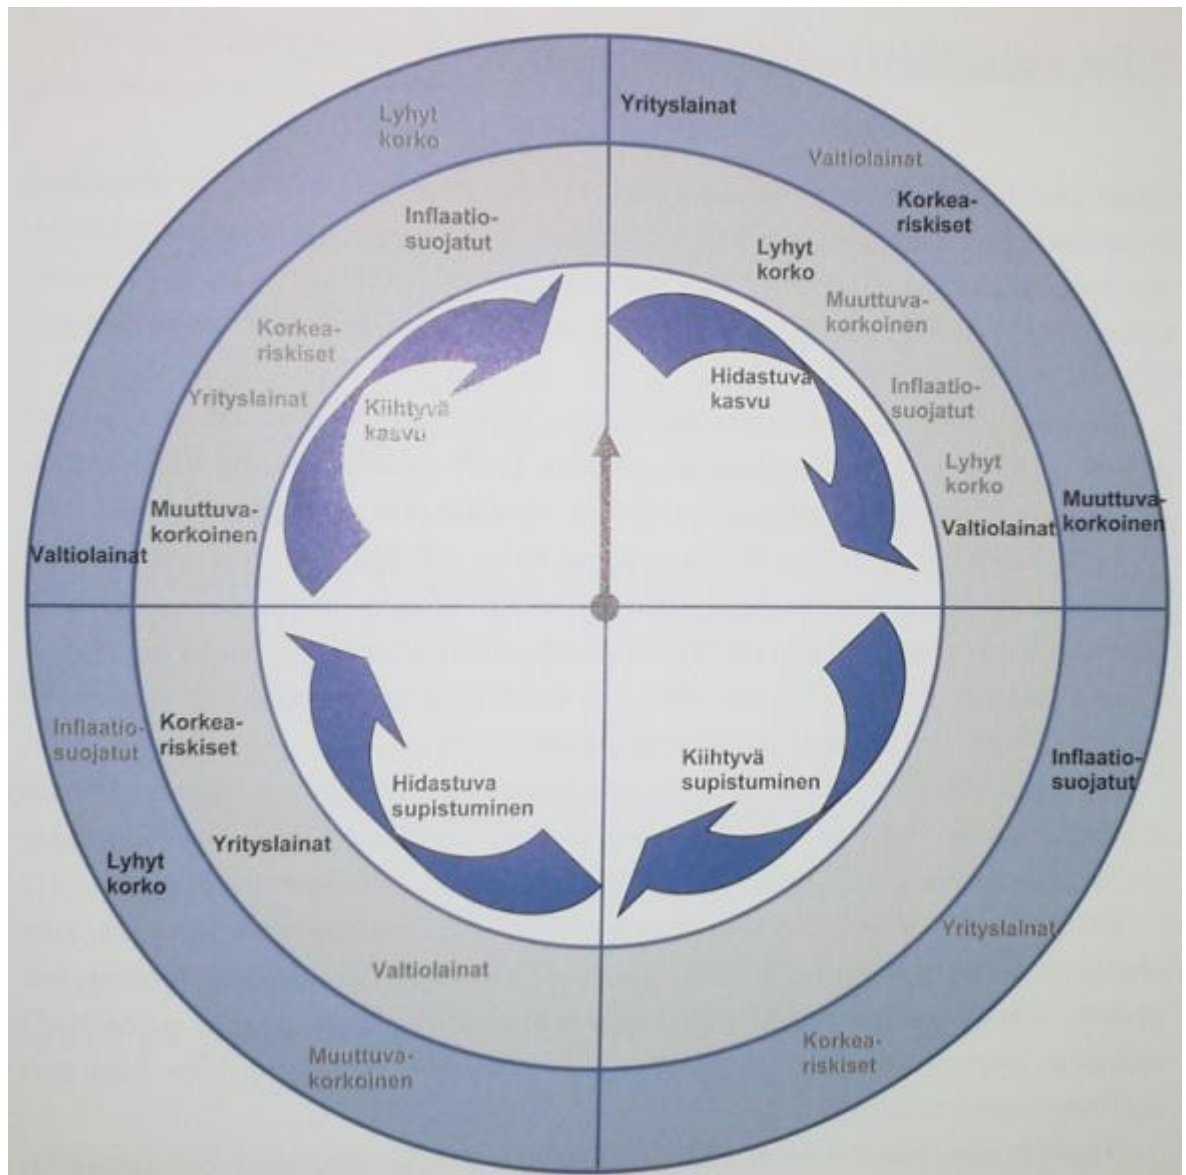 Lyhyt
korko
Yrityslainat
Valtiolainat
Korkea-
riskiset
Inflaatio-
suojatut
Lyhyt
korko
Muuttuva-
korkoinen
Korkea-
riskiset
Yrityslainat
Kiihtyvä
kasvu
Hidastuva
kasvu
Inflaatio-
suojatut
Lyhyt
korko
Muuttuva-
korkoinen
Valtiolainat
Muuttuva-
korkoinen
Valtiolainat
Inflaatio-
suojatut
Korkea-
riskiset
Hidastuva
supistuminen
Kiihtyvä
supistuminen
Inflaatio-
suojatut
Yrityslainat
Lyhyt
korko
Valtiolainat
Yrityslainat
Muuttuva-
korkoinen
Korkea-
riskiset